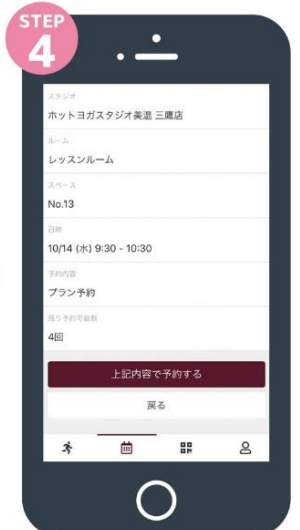 STEP
4
スタジオ
ホットヨガスタジオ美温 三鷹店
ルーム
レッスンルーム
スペース
No.13
日時
10/14 (水) 9:30 - 10:30
予約内容
プラン予約
残り予約可能数
4回
上記内容で予約する
戻る